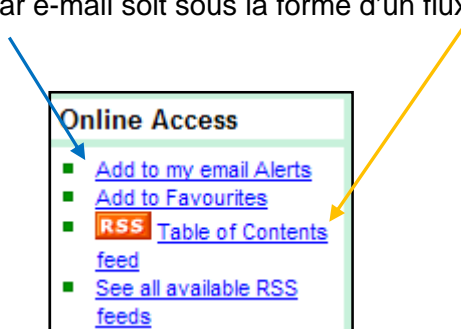 ar e-mail soit sous la forme d'un flux
Online Access
Add to my email Alerts
Add to Favourites
RSS Table of Contents
feed
See all available RSS
feeds